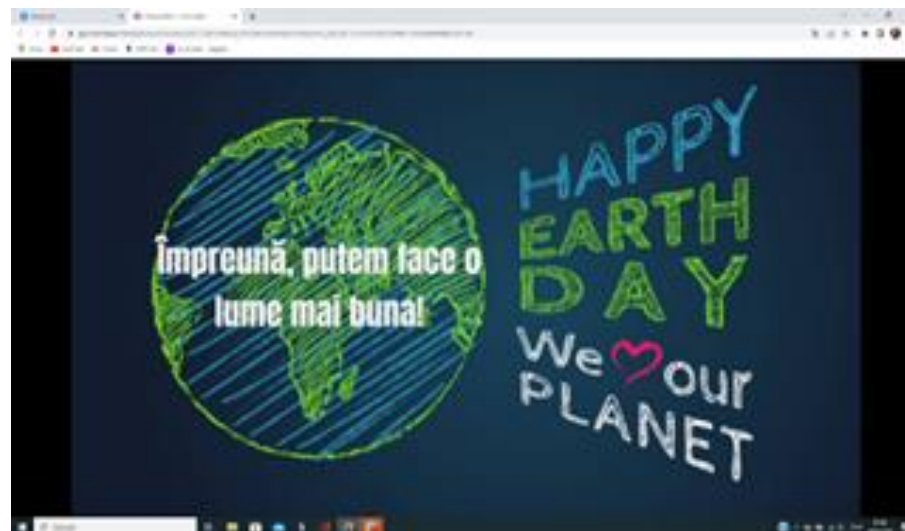 Împreună, putem face o
lume mai buna!
HAPPY
EARTH
DAY
We our
PLANET